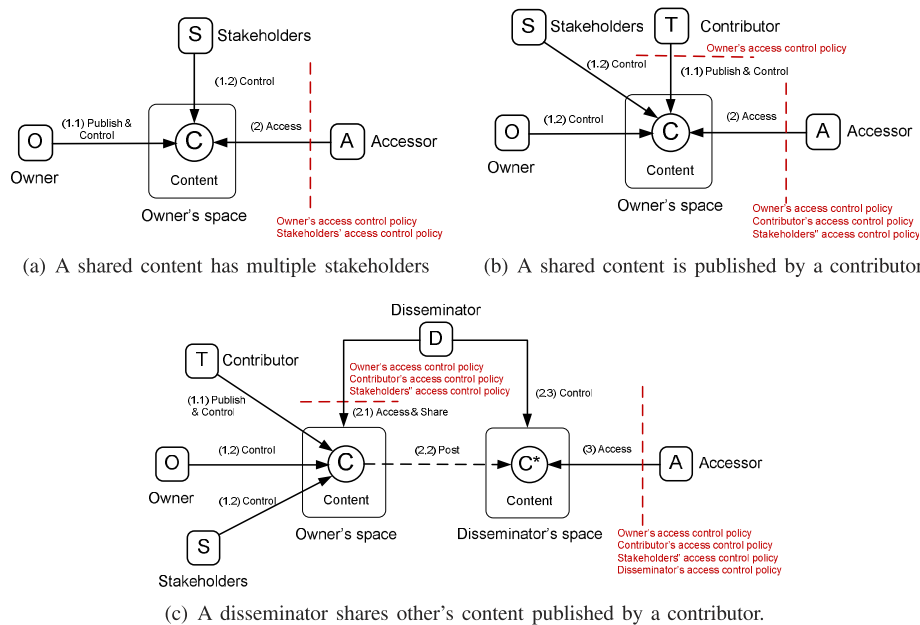 S
Stakeholders
(1.2) Control
(1.1) Publish &
Control
O
Owner
C
Content
Owner's space
(2) Access
A
Accessor
Owner's access control policy
Stakeholders' access control policy
(a) A shared content has multiple stakeholders
S
Stakeholders
T
Contributor
Owner's access control policy
(1.2) Control
(1.1) Publish & Control
O
Owner
(1.2) Control
C
Content
Owner's space
(2) Access
A
Accessor
Owner's access control policy
Contributor's access control policy
Stakeholders" access control policy
(b) A shared content is published by a contributor
Disseminator
D
T
Contributor
(1.1) Publish
& Control
Owner's access control policy
Contributor's access control policy
Stakeholders" access control policy
(2.1) Access & Share
(2.3) Control
O
Owner
(1.2) Control
(1.2) Control
S
Stakeholders
C
Content
Owner's space
(2.2) Post
C*
Content
Disseminator's space
(3) Access
A
Accessor
Owner's access control policy
Contributor's access control policy
Stakeholders" access control policy
Disseminator's access control policy
(c) A disseminator shares other's content published by a contributor.